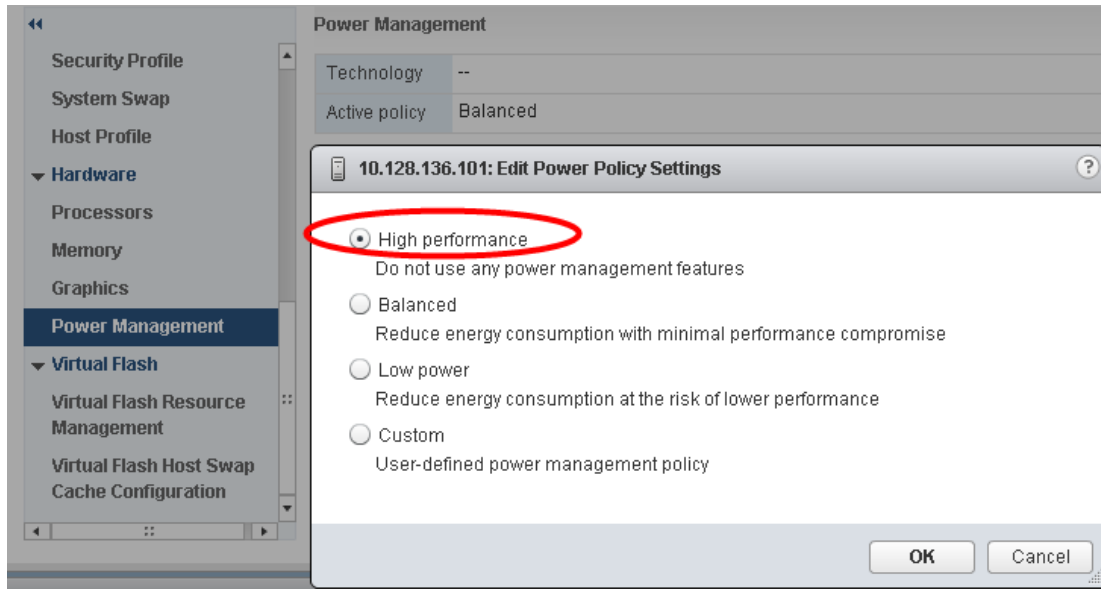 Security Profile
System Swap
Host Profile
Hardware
Processors
Memory
Graphics
Power Management
Virtual Flash
Virtual Flash Resource
Management
Virtual Flash Host Swap
Cache Configuration
Power Management
Technology --
Active policy Balanced
10.128.136.101: Edit Power Policy Settings ?
High performance
Do not use any power management features
Balanced
Reduce energy consumption with minimal performance compromise
Low power
Reduce energy consumption at the risk of lower performance
Custom
User-defined power management policy
OK Cancel